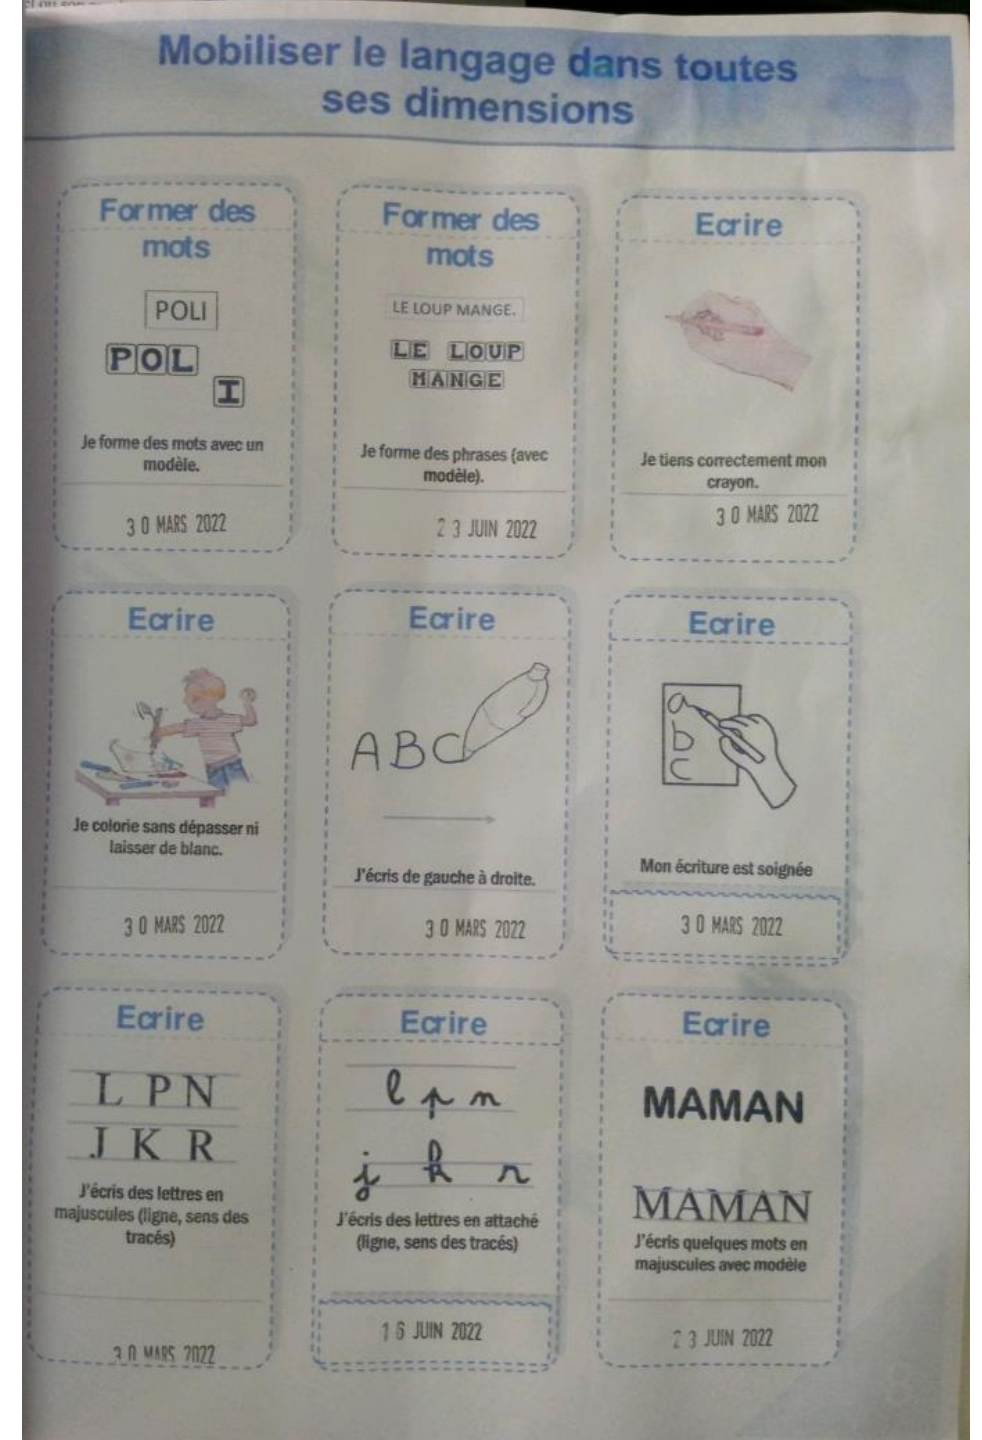 Mobiliser le langage dans toutes
ses dimensions
Former des
mots
POLI
POL
I
Je forme des mots avec un
modèle.
30 MARS 2022
Former des
mots
LE LOUP MANGE.
LE LOUP
MANGE
Je forme des phrases (avec
modèle).
23 JUIN 2022
Ecrire
Je tiens correctement mon
crayon.
30 MARS 2022
Ecrire
Je colorie sans dépasser ni
laisser de blanc.
30 MARS 2022
Ecrire
ABC
J'écris de gauche à droite.
30 MARS 2022
Ecrire
a
b
c
Mon écriture est soignée
30 MARS 2022
Ecrire
L P N
J K R
J'écris des lettres en
majuscules (ligne, sens des
tracés)
30 MARS 2022
Ecrire
l p n
j k r
J'écris des lettres en attaché
(ligne, sens des tracés)
16 JUIN 2022
Ecrire
MAMAN
MAMAN
J'écris quelques mots en
majuscules avec modèle
23 JUIN 2022